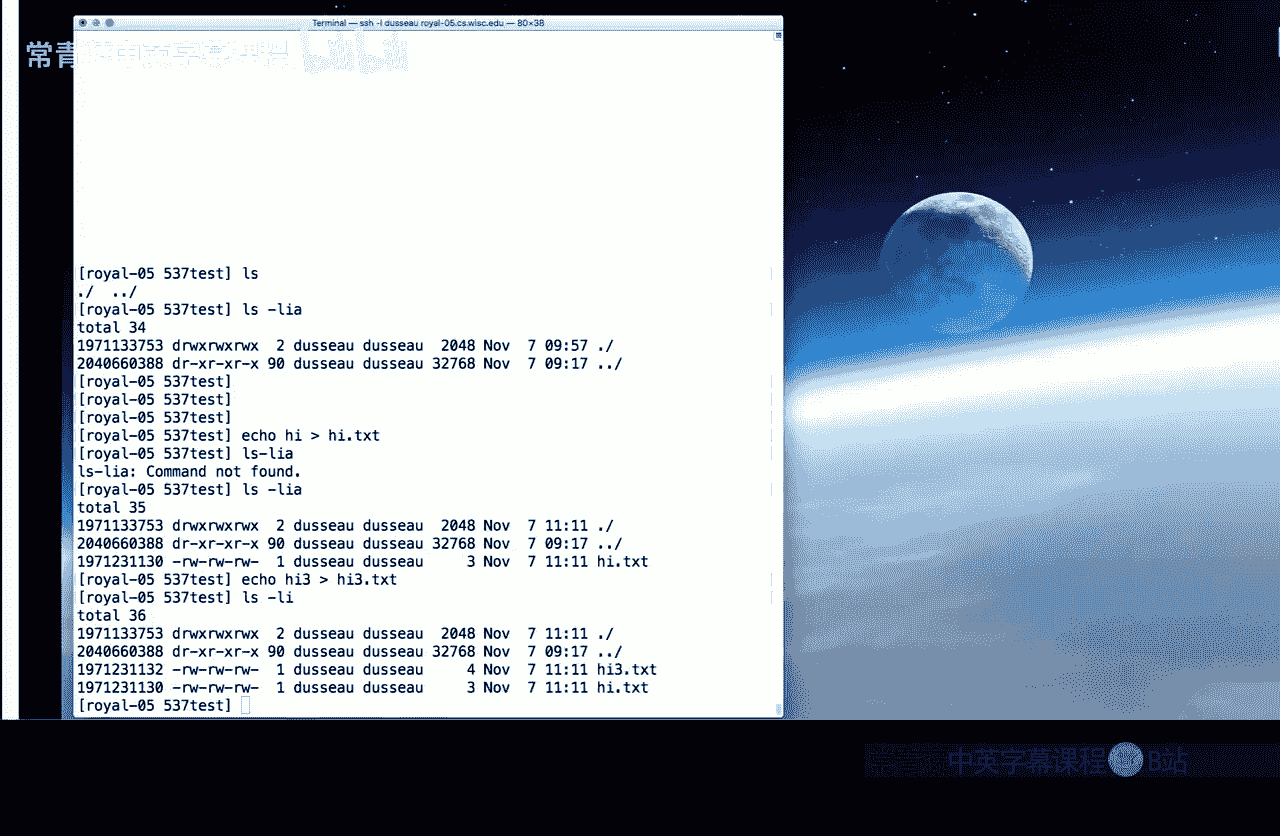 Terminal — ssh -l dusseau royal-05.cs.wisc.edu — 80×38
常青
[royal-05 537test] ls
./  ../
[royal-05 537test] ls -lia
total 34
1971133753 drwxrwxrwx  2 dusseau dusseau  2048 Nov  7 09:57 ./
2040660388 dr-xr-xr-x 90 dusseau dusseau 32768 Nov  7 09:17 ../
[royal-05 537test]
[royal-05 537test]
[royal-05 537test]
[royal-05 537test] echo hi > hi.txt
[royal-05 537test] ls-lia
ls-lia: Command not found.
[royal-05 537test] ls -lia
total 35
1971133753 drwxrwxrwx  2 dusseau dusseau  2048 Nov  7 11:11 ./
2040660388 dr-xr-xr-x 90 dusseau dusseau 32768 Nov  7 09:17 ../
1971231130 -rw-rw-rw-  1 dusseau dusseau     3 Nov  7 11:11 hi.txt
[royal-05 537test] echo hi3 > hi3.txt
[royal-05 537test] ls -li
total 36
1971133753 drwxrwxrwx  2 dusseau dusseau  2048 Nov  7 11:11 ./
2040660388 dr-xr-xr-x 90 dusseau dusseau 32768 Nov  7 09:17 ../
1971231132 -rw-rw-rw-  1 dusseau dusseau     4 Nov  7 11:11 hi3.txt
1971231130 -rw-rw-rw-  1 dusseau dusseau     3 Nov  7 11:11 hi.txt
[royal-05 537test]
中英字幕课程 B站